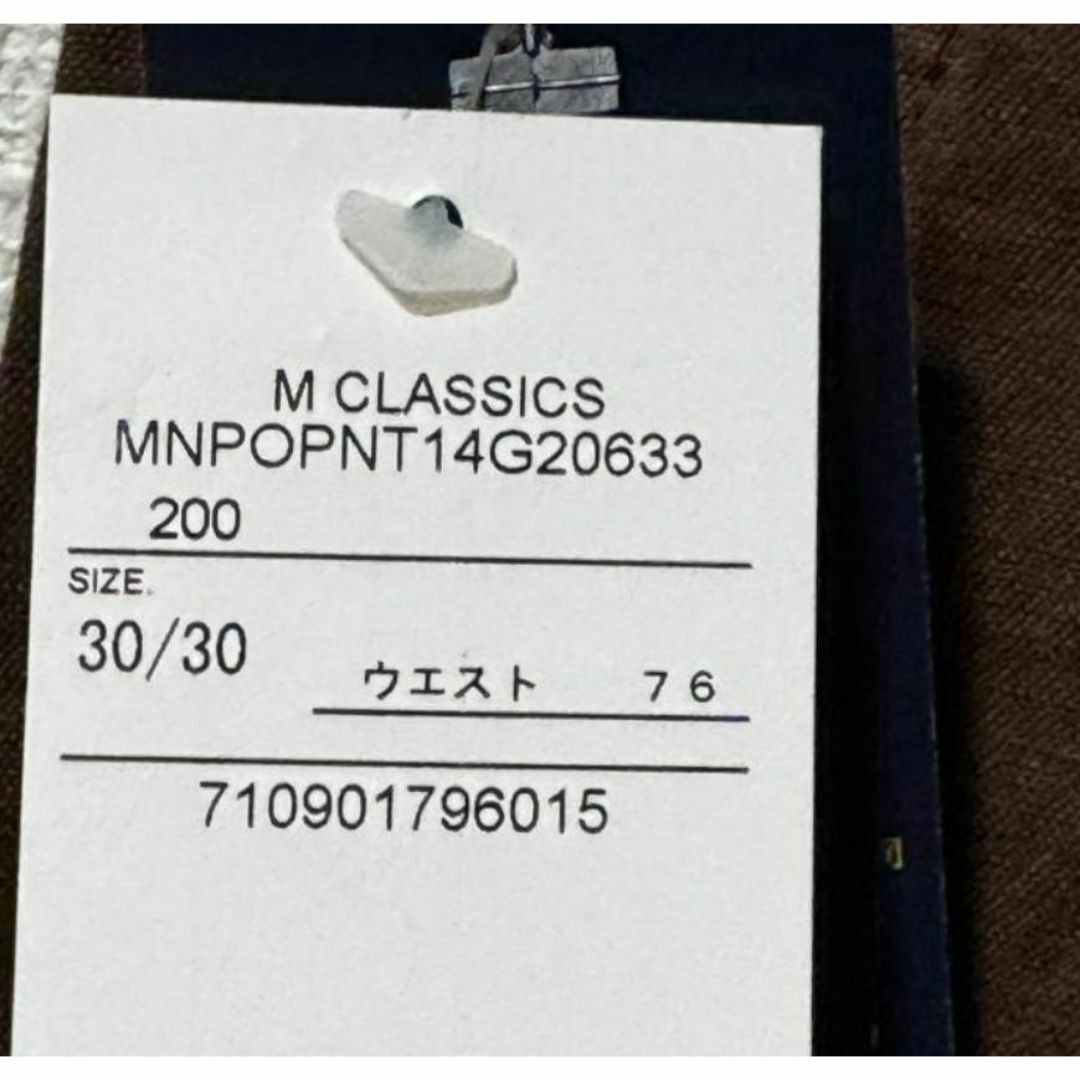 M CLASSICS
MNPOPNT14G20633
200
SIZE.
30/30
ウエスト 76
710901796015